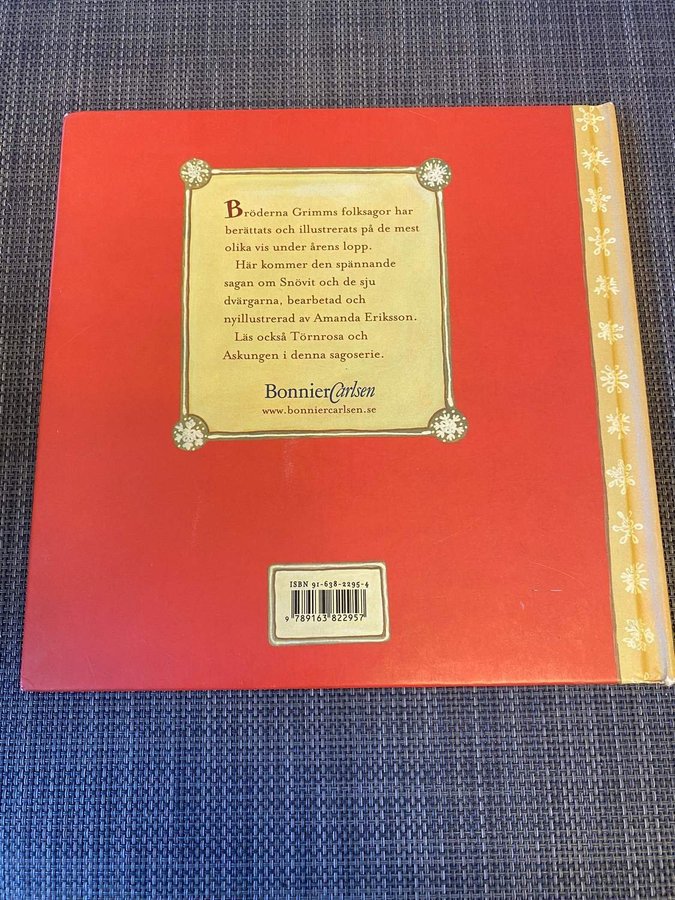 Bröderna Grimms folksagor har
berättats och illustrerats på de mest
olika vis under årens lopp.
Här kommer den spännande
sagan om Snövit och de sju
dvärgarna, bearbetad och
nyillustrerad av Amanda Eriksson.
Läs också Törnrosa och
Askungen i denna sagoserie.
BonnierCarlsen
www.bonniercarlsen.se
ISBN 91-638-2295-4
9 789163 822957